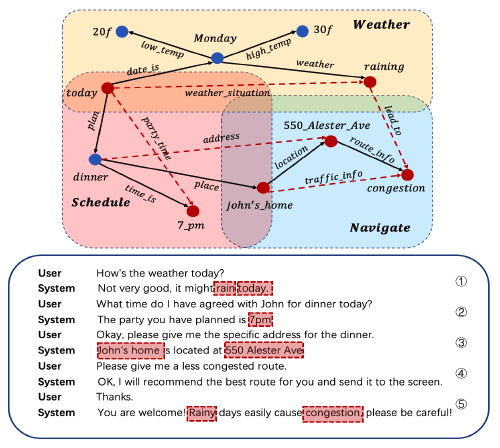 Weather
20f
Monday
30f
low_temp
high_temp
date_is
weather
raining
today
weather_situation
plan
party_time
address
550_Alester_Ave
lead_to
location
route_info
dinner
time_is
place
traffic_info
congestion
john's_home
Schedule
7_pm
Navigate
User How's the weather today?
System Not very good, it might rain today. ①
User What time do I have agreed with John for dinner today?
System The party you have planned is 7pm ②
User Okay, please give me the specific address for the dinner.
System John's home is located at 550 Alester Ave ③
User Please give me a less congested route.
System OK, I will recommend the best route for you and send it to the screen. ④
User Thanks.
System You are welcome! Rainy days easily cause congestion, please be careful! ⑤